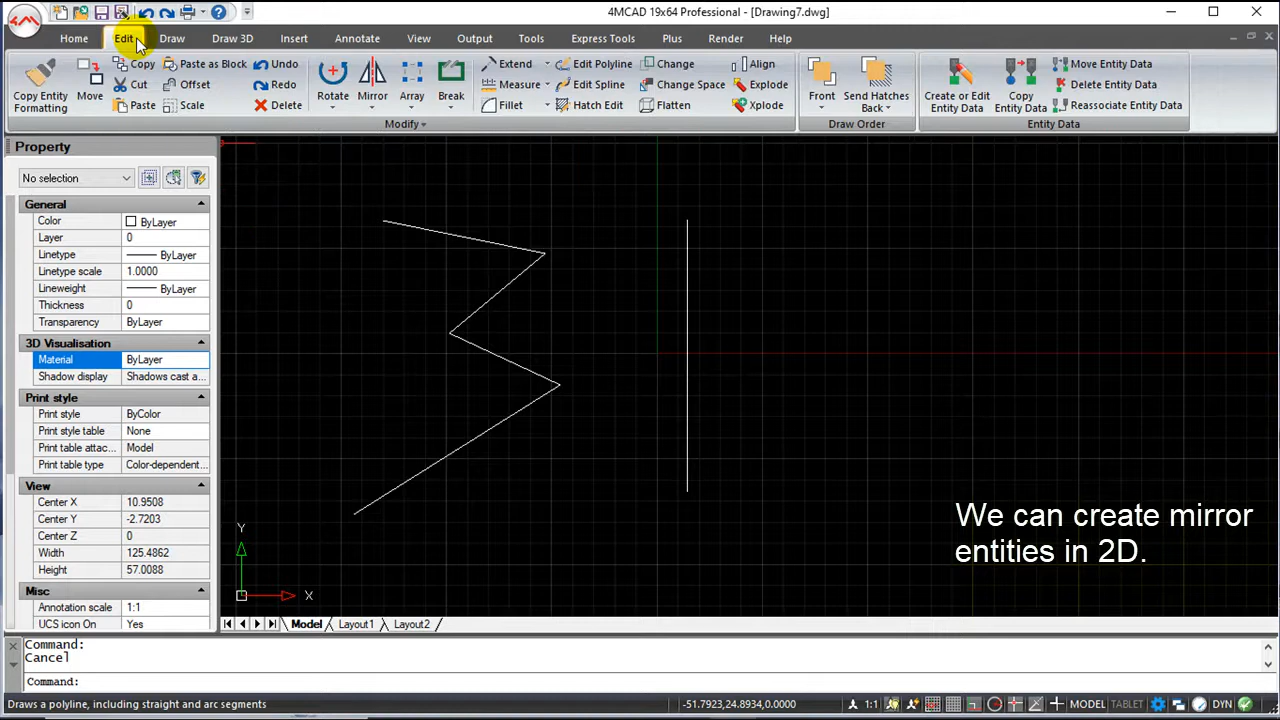 4MCAD 19x64 Professional - [Drawing7.dwg]
Home Edit Draw Draw 3D Insert Annotate View Output Tools Express Tools Plus Render Help
Copy Entity Formatting
Move
Copy
Cut
Paste
Paste as Block
Offset
Scale
Undo
Redo
Delete
Rotate
Mirror
Array
Break
Extend
Measure
Fillet
Edit Polyline
Edit Spline
Hatch Edit
Change
Change Space
Flatten
Align
Explode
Xplode
Modify
Front
Send Hatches Back
Draw Order
Create or Edit Entity Data
Copy Entity Data
Move Entity Data
Delete Entity Data
Reassociate Entity Data
Entity Data
Property
No selection
General
Color ByLayer
Layer 0
Linetype ByLayer
Linetype scale 1.0000
Lineweight ByLayer
Thickness 0
Transparency ByLayer
3D Visualisation
Material ByLayer
Shadow display Shadows cast a...
Print style
Print style ByColor
Print style table None
Print table attac... Model
Print table type Color-dependent...
View
Center X 10.9508
Center Y -2.7203
Center Z 0
Width 125.4862
Height 57.0088
Misc
Annotation scale 1:1
UCS icon On Yes
We can create mirror
entities in 2D.
Y
X
Model Layout1 Layout2
Command:
Cancel
Command:
Draws a polyline, including straight and arc segments -51.7923,24.8934,0.0000 1:1 MODEL TABLET DYN